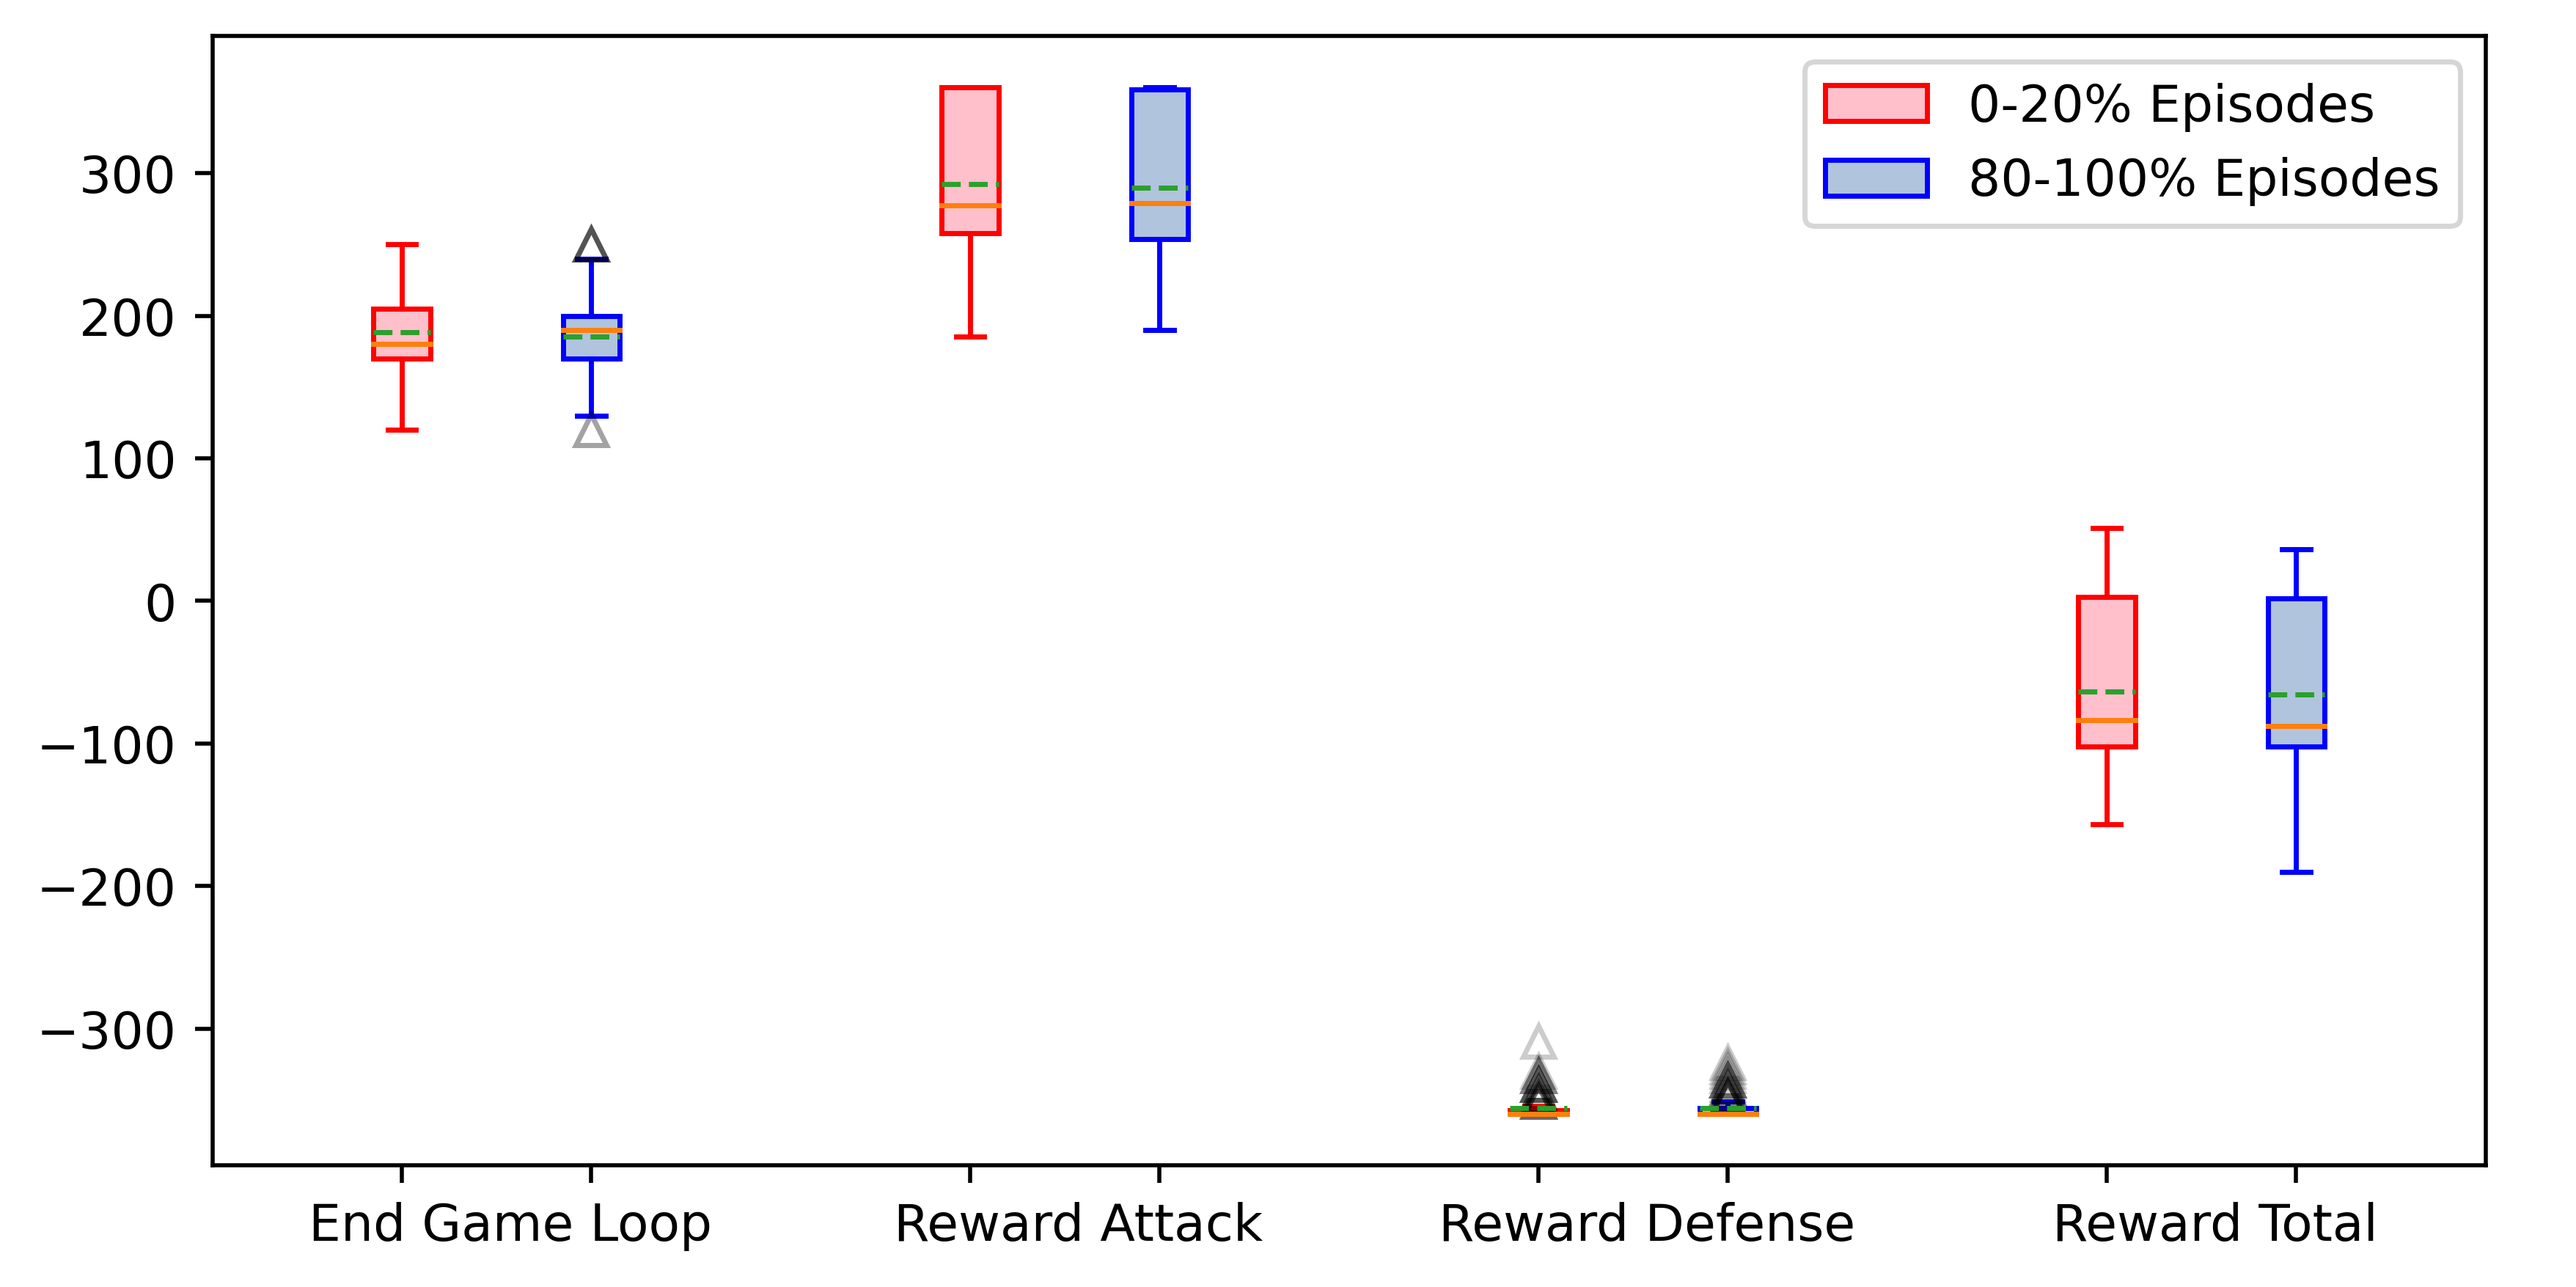 0-20% Episodes
80-100% Episodes
300
200
100
0
−100
−200
−300
End Game Loop
Reward Attack
Reward Defense
Reward Total